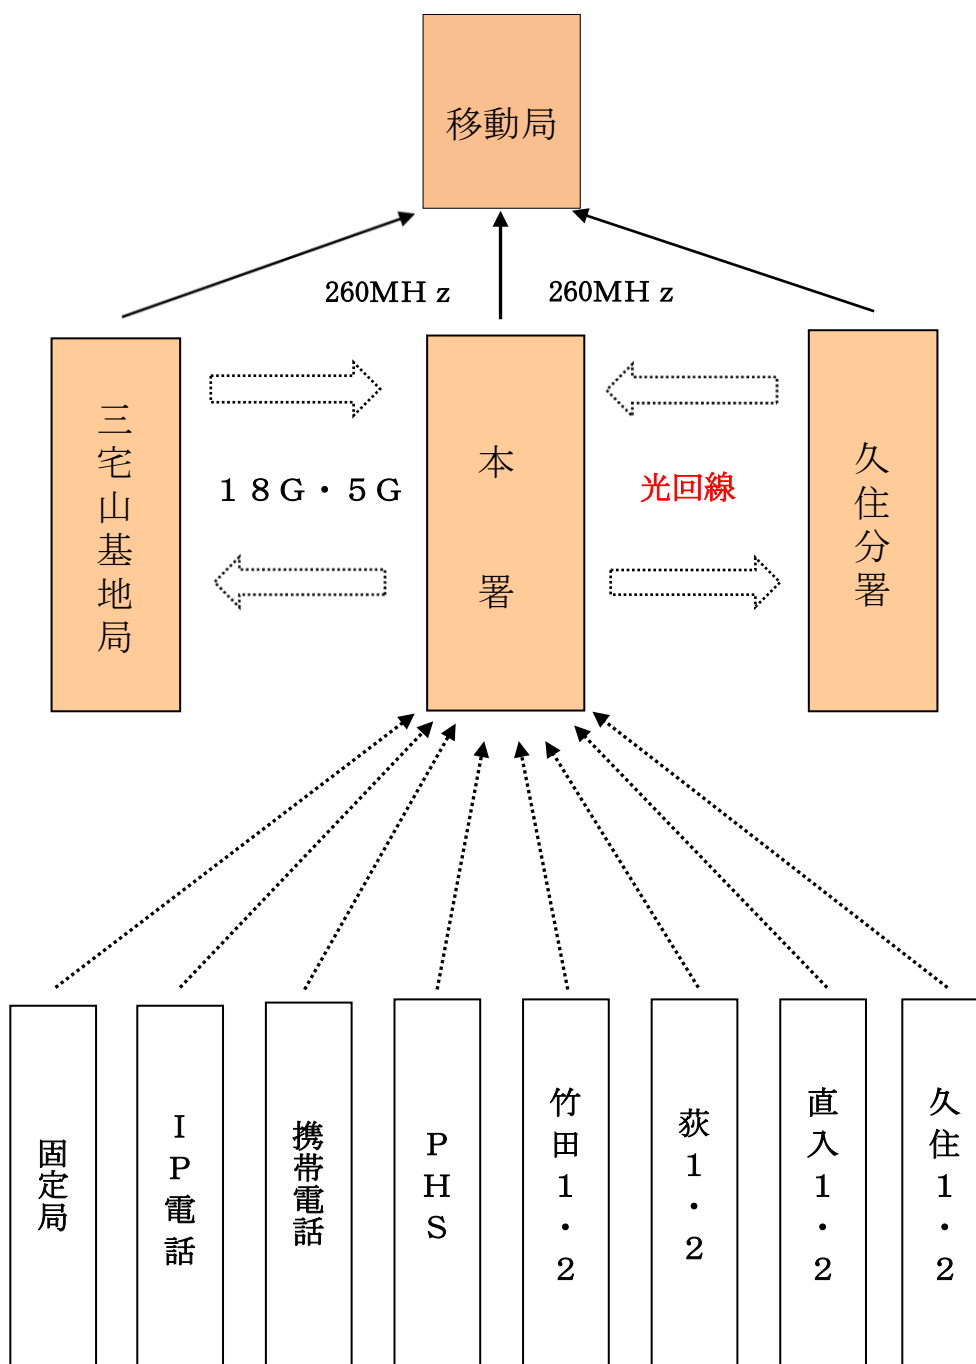 移動局
260MHz
260MHz
三宅山基地局
１８Ｇ・５Ｇ
本署
光回線
久住分署
固定局
ＩＰ電話
携帯電話
ＰＨＳ
竹田１・２
荻１・２
直入１・２
久住１・２